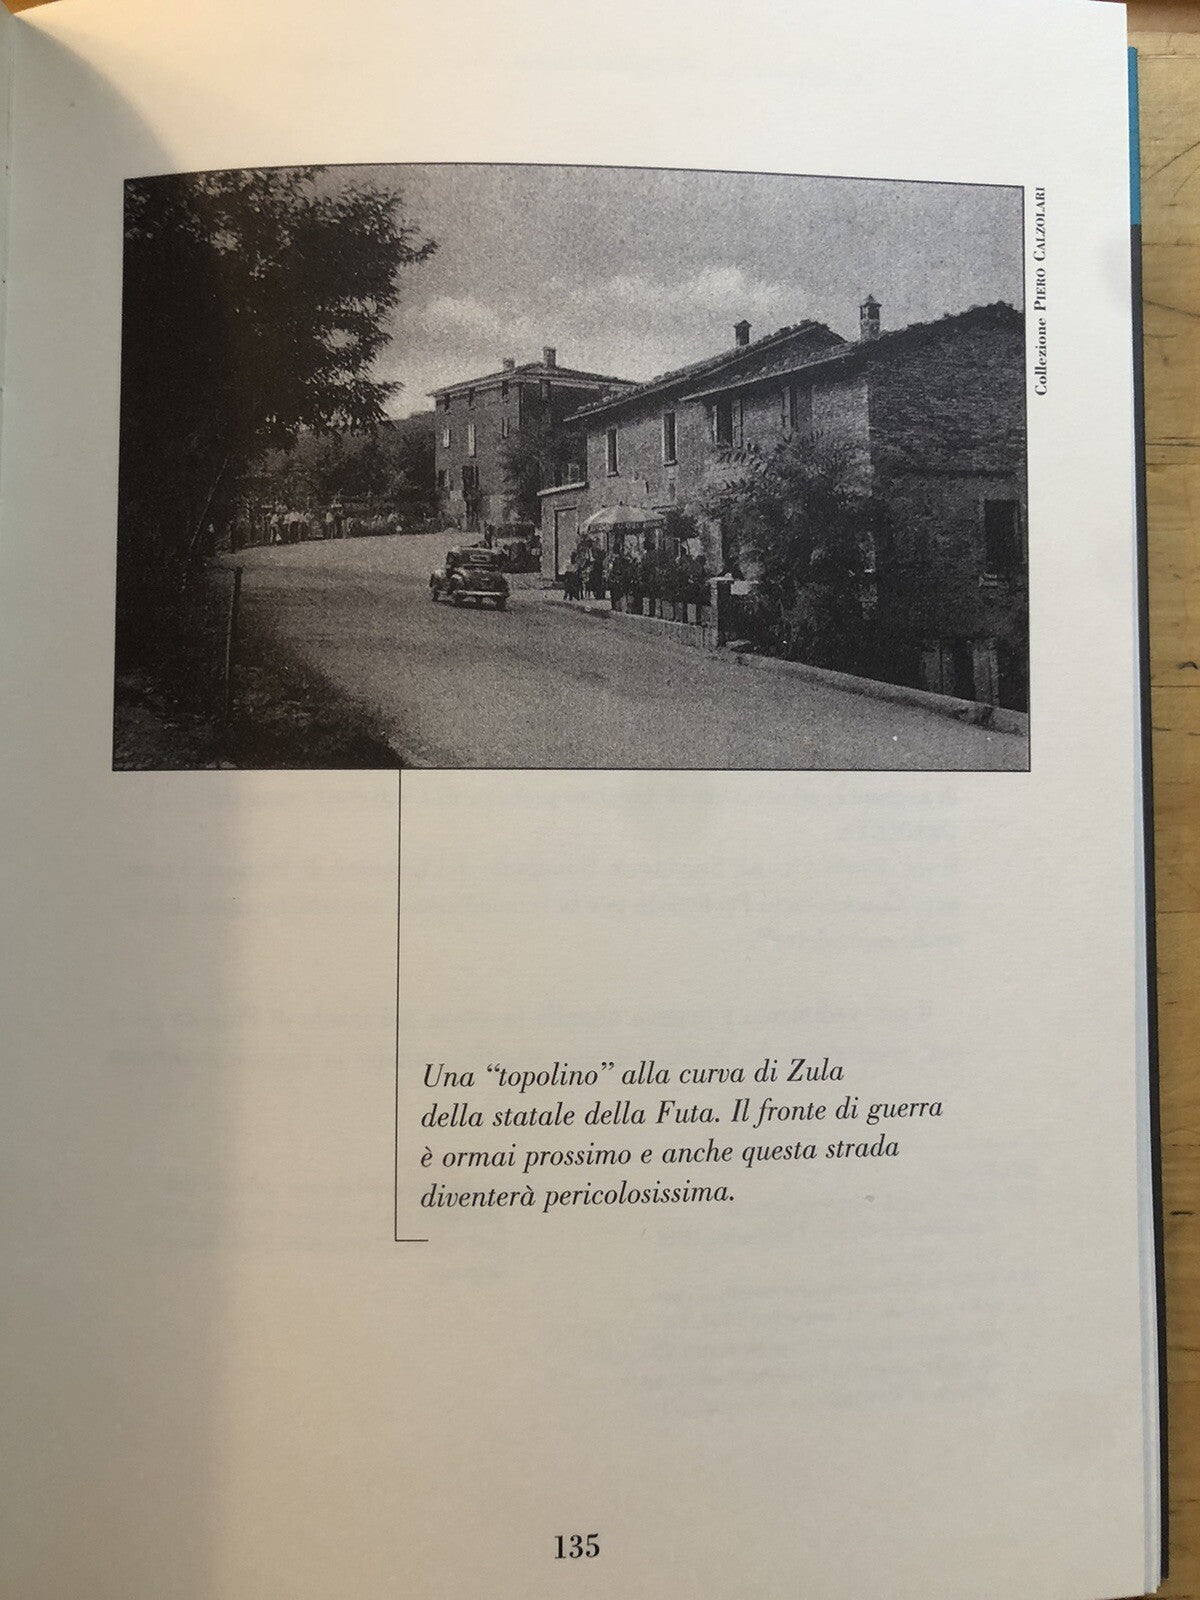 Collezione PIERO CALZOLARI
Una “topolino” alla curva di Zula
della statale della Futa. Il fronte di guerra
è ormai prossimo e anche questa strada
diventerà pericolosissima.
135